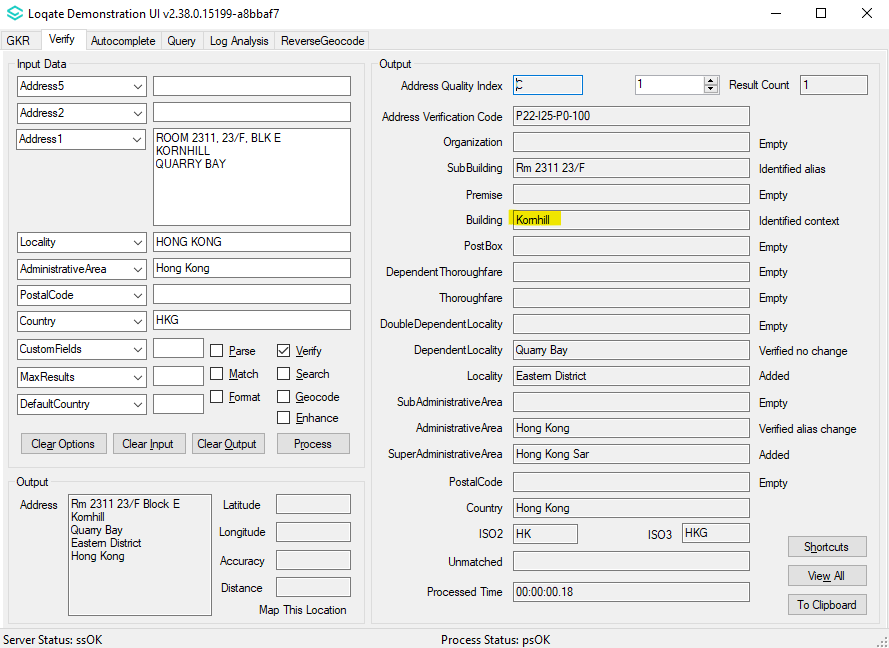 Loqate Demonstration UI v2.38.0.15199-a8bbaf7
GKR Verify Autocomplete Query Log Analysis ReverseGeocode
Input Data
Address5
Address2
Address1
ROOM 2311, 23/F, BLK E
KORNHILL
QUARRY BAY
Locality HONG KONG
AdministrativeArea Hong Kong
PostalCode
Country HKG
CustomFields
MaxResults
DefaultCountry
Parse Verify
Match Search
Format Geocode
Enhance
Clear Options Clear Input Clear Output Process
Output
Address
Rm 2311 23/F Block E
Kornhill
Quarry Bay
Eastern District
Hong Kong
Latitude
Longitude
Accuracy
Distance
Map This Location
Output
Address Quality Index 1 Result Count 1
Address Verification Code P22-I25-P0-100
Organization Empty
SubBuilding Rm 2311 23/F Identified alias
Premise Empty
Building Kornhill Identified context
PostBox Empty
DependentThoroughfare Empty
Thoroughfare Empty
DoubleDependentLocality Empty
DependentLocality Quarry Bay Verified no change
Locality Eastern District Added
SubAdministrativeArea Empty
AdministrativeArea Hong Kong Verified alias change
SuperAdministrativeArea Hong Kong Sar Added
PostalCode Empty
Country Hong Kong
ISO2 HK ISO3 HKG
Unmatched
Processed Time 00:00:00.18
Shortcuts
View All
To Clipboard
Server Status: ssOK Process Status: psOK